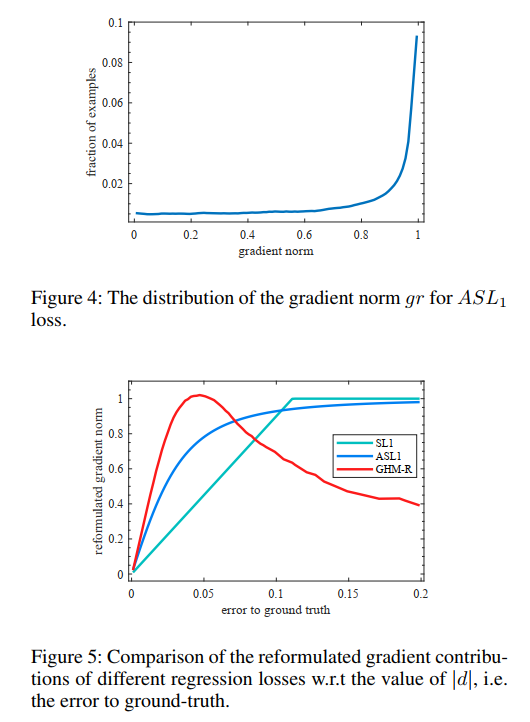 0.1
0.08
0.06
0.04
0.02
fraction of examples
0 0.2 0.4 0.6 0.8 1
gradient norm
Figure 4: The distribution of the gradient norm gr for ASL1
loss.
1
0.8
0.6
0.4
0.2
0
reformulated gradient norm
SL1
ASL1
GHM-R
0 0.05 0.1 0.15 0.2
error to ground truth
Figure 5: Comparison of the reformulated gradient contribu-
tions of different regression losses w.r.t the value of |d|, i.e.
the error to ground-truth.